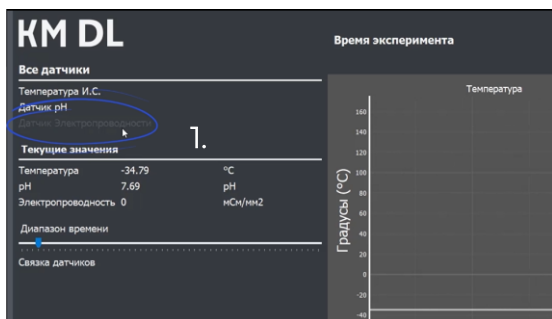 KM DL
Время эксперимента
Все датчики
Температура И.С.
Датчик pH
Датчик Электропроводности
1.
Текущие значения
Температура -34.79 °C
pH 7.69 pH
Электропроводность 0 мСм/мм2
Диапазон времени
Связка датчиков
Температура
Градусы (°C)
160
140
120
100
80
60
40
20
0
-20
-40